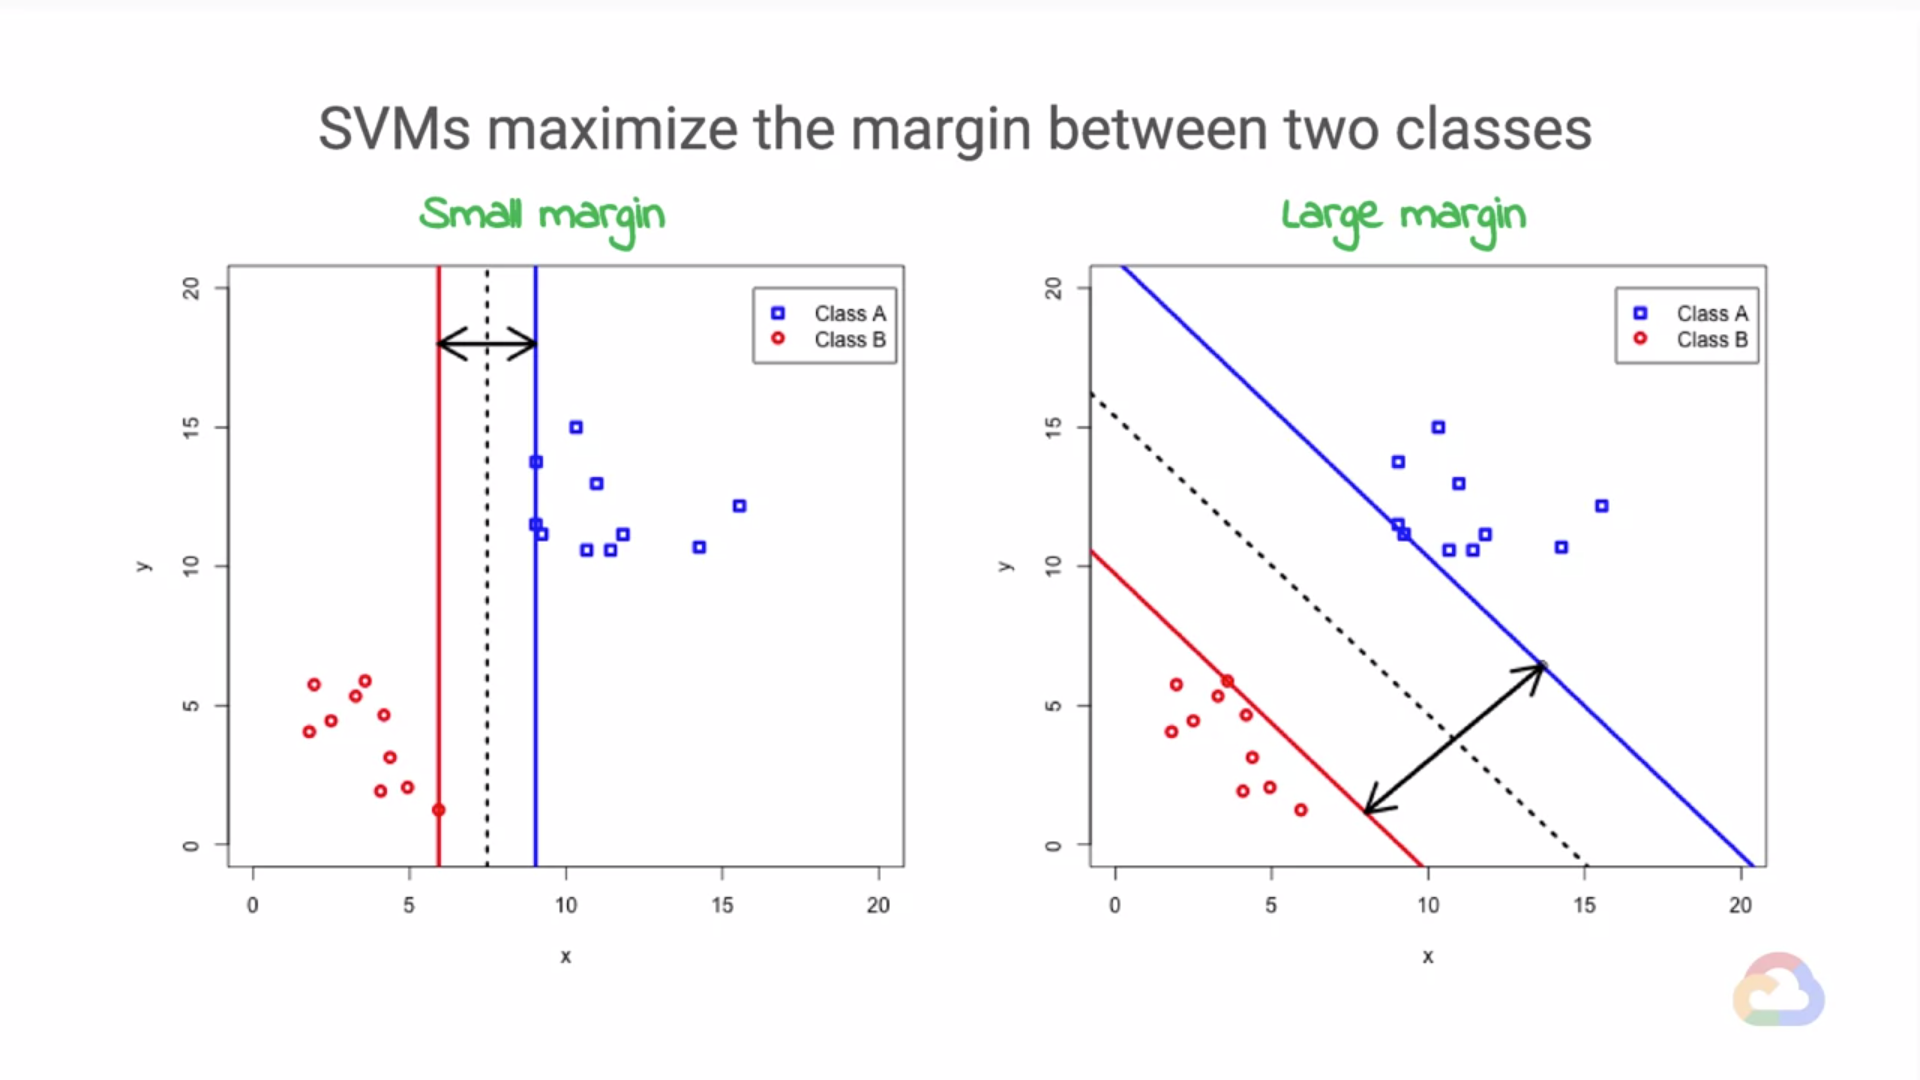 SVMs maximize the margin between two classes
Small margin
Large margin
20
15
10
5
0
y
Class A
Class B
0 5 10 15 20
x
20
15
10
5
0
y
Class A
Class B
0 5 10 15 20
x